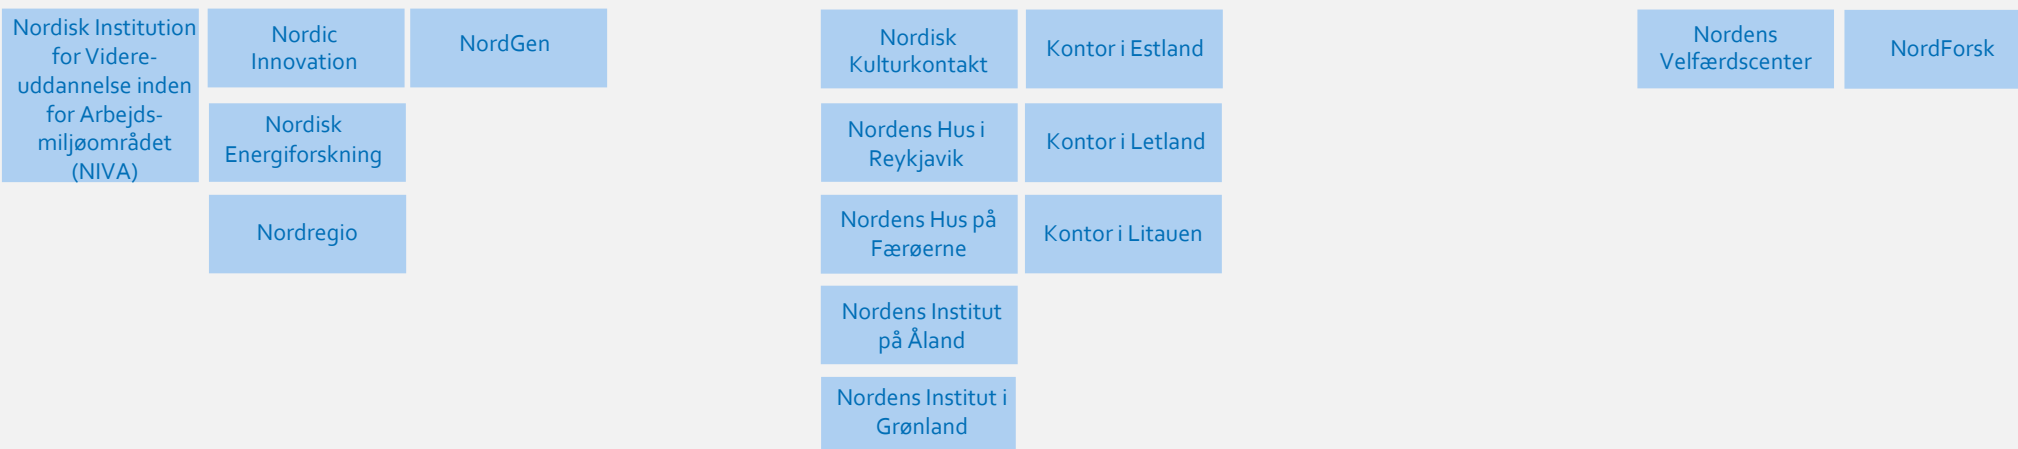 Nordisk Institution
for Videre-
uddannelse inden
for Arbejds-
miljøområdet
(NIVA)
Nordic
Innovation
Nordisk
Energiforskning
Nordregio
NordGen
Nordisk
Kulturkontakt
Nordens Hus i
Reykjavik
Nordens Hus på
Færøerne
Nordens Institut
på Åland
Nordens Institut i
Grønland
Kontor i Estland
Kontor i Letland
Kontor i Litauen
Nordens
Velfærdscenter
NordForsk